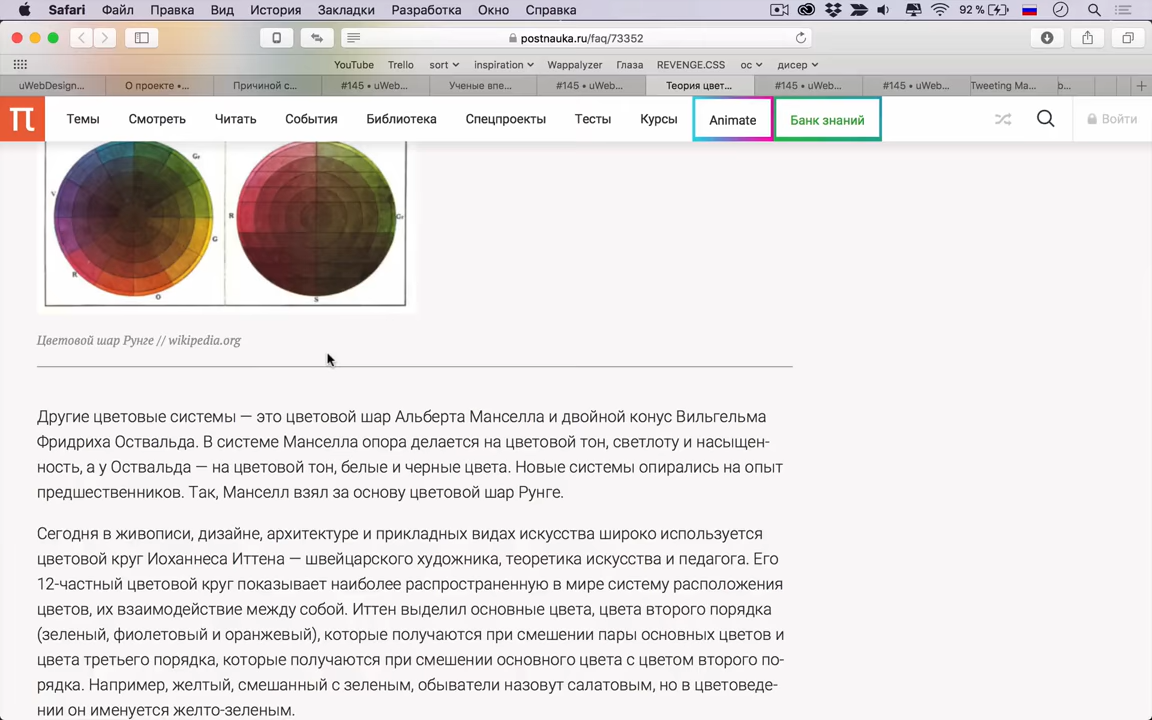 Safari Файл Правка Вид История Закладки Разработка Окно Справка 92 %
postnauka.ru/faq/73352
YouTube Trello sort inspiration Wappalyzer Глаза REVENGE.CSS ос дисер
uWebDesign... О проекте •... Причиной с... #145 • uWeb... Ученые впе... #145 • uWeb... Теория цвет... #145 • uWeb... #145 • uWeb... Tweeting Ma... b...
π Темы Смотреть Читать События Библиотека Спецпроекты Тесты Курсы Animate Банк знаний Войти
Gr
V R Gr
G
R
O S
Цветовой шар Рунге // wikipedia.org
Другие цветовые системы — это цветовой шар Альберта Манселла и двойной конус Вильгельма
Фридриха Оствальда. В системе Манселла опора делается на цветовой тон, светлоту и насыщен-
ность, а у Оствальда — на цветовой тон, белые и черные цвета. Новые системы опирались на опыт
предшественников. Так, Манселл взял за основу цветовой шар Рунге.
Сегодня в живописи, дизайне, архитектуре и прикладных видах искусства широко используется
цветовой круг Иоханнеса Иттена — швейцарского художника, теоретика искусства и педагога. Его
12-частный цветовой круг показывает наиболее распространенную в мире систему расположения
цветов, их взаимодействие между собой. Иттен выделил основные цвета, цвета второго порядка
(зеленый, фиолетовый и оранжевый), которые получаются при смешении пары основных цветов и
цвета третьего порядка, которые получаются при смешении основного цвета с цветом второго по-
рядка. Например, желтый, смешанный с зеленым, обыватели назовут салатовым, но в цветоведе-
нии он именуется желто-зеленым.